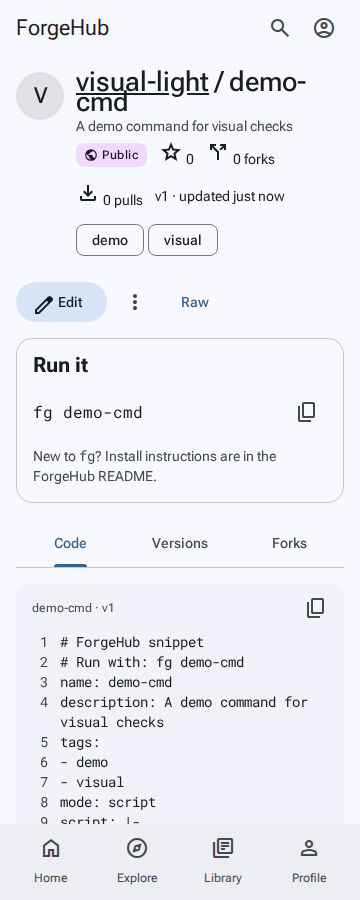 ForgeHub
V
visual-light / demo-
cmd
A demo command for visual checks
Public
0
0 forks
0 pulls
v1 · updated just now
demo
visual
Edit
Raw
Run it
fg demo-cmd
New to fg? Install instructions are in the
ForgeHub README.
Code
Versions
Forks
demo-cmd · v1
1 # ForgeHub snippet
2 # Run with: fg demo-cmd
3 name: demo-cmd
4 description: A demo command for
visual checks
5 tags:
6 - demo
7 - visual
8 mode: script
9 script: |-
Home
Explore
Library
Profile